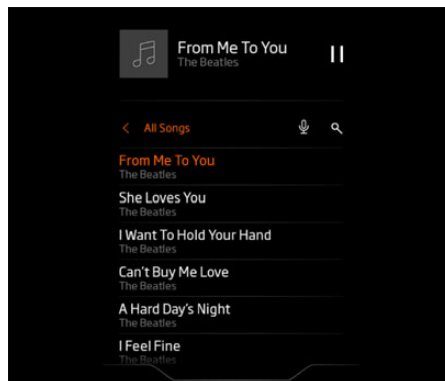 From Me To You
The Beatles
All Songs
From Me To You
The Beatles
She Loves You
The Beatles
I Want To Hold Your Hand
The Beatles
Can't Buy Me Love
The Beatles
A Hard Day's Night
The Beatles
I Feel Fine
The Beatles